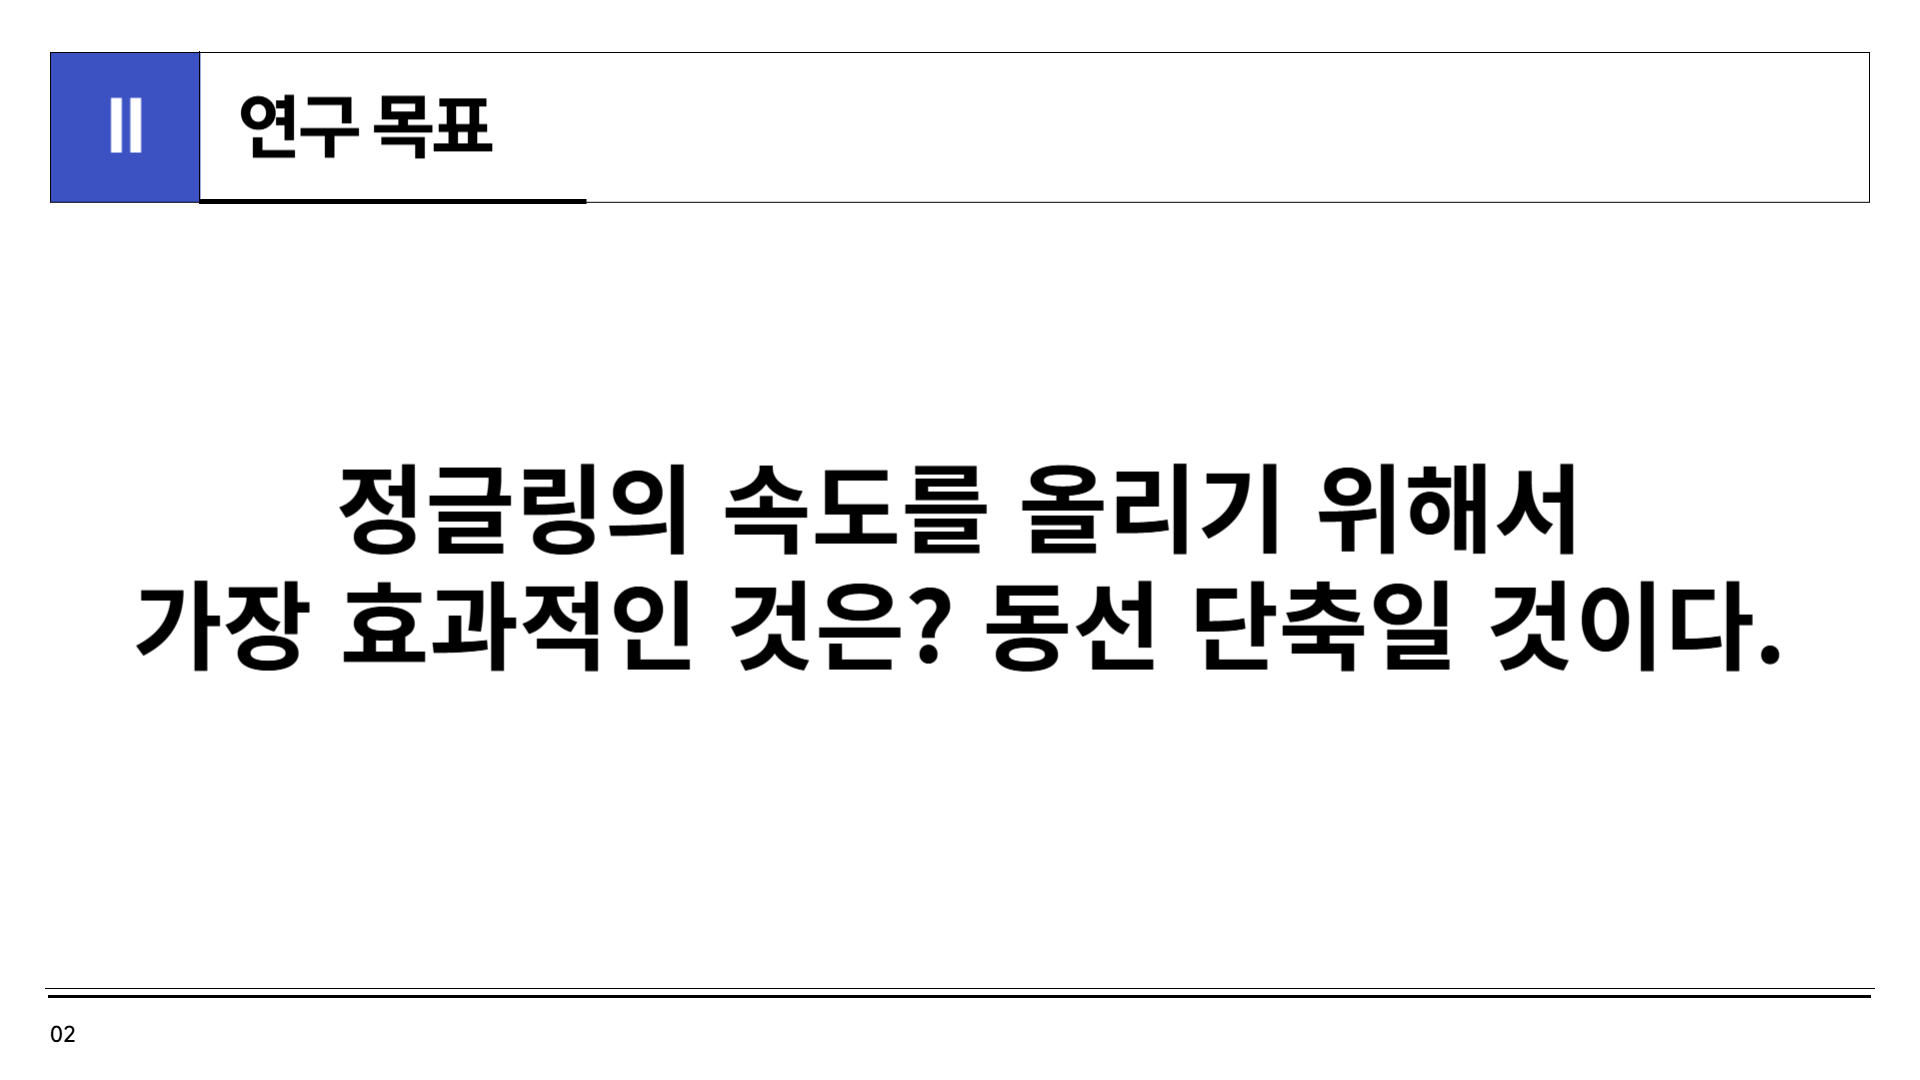 II
연구 목표
정글링의 속도를 올리기 위해서
가장 효과적인 것은? 동선 단축일 것이다.
02